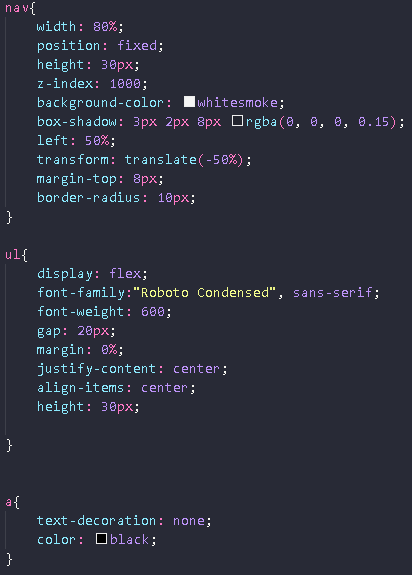 nav{
width: 80%;
position: fixed;
height: 30px;
z-index: 1000;
background-color: whitesmoke;
box-shadow: 3px 2px 8px rgba(0, 0, 0, 0.15);
left: 50%;
transform: translate(-50%);
margin-top: 8px;
border-radius: 10px;
}
ul{
display: flex;
font-family:"Roboto Condensed", sans-serif;
font-weight: 600;
gap: 20px;
margin: 0%;
justify-content: center;
align-items: center;
height: 30px;
}
a{
text-decoration: none;
color: black;
}